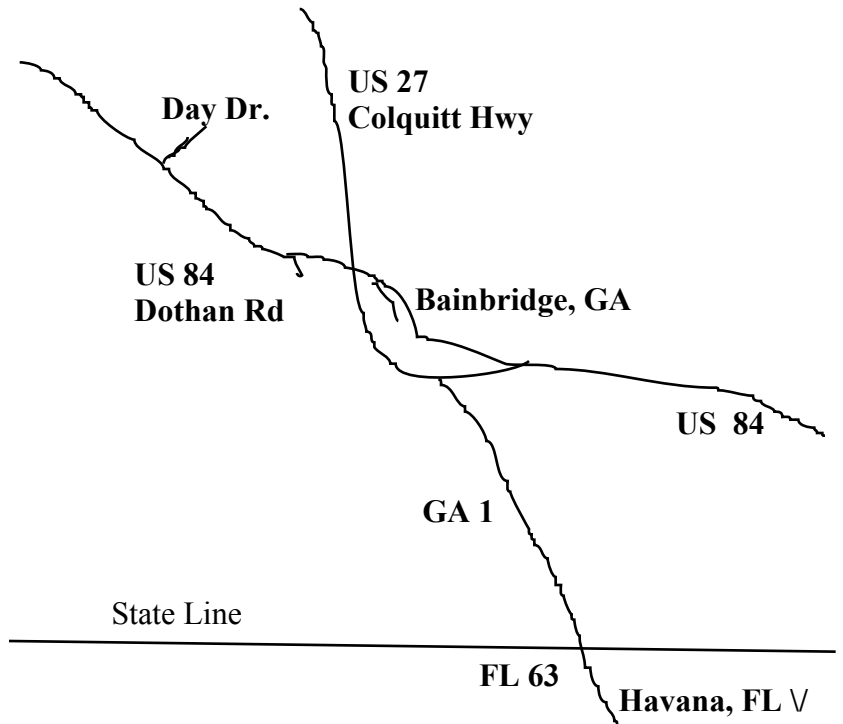 US 27
Colquitt Hwy
Day Dr.
US 84
Dothan Rd
Bainbridge, GA
US 84
GA 1
State Line
FL 63
Havana, FL \/